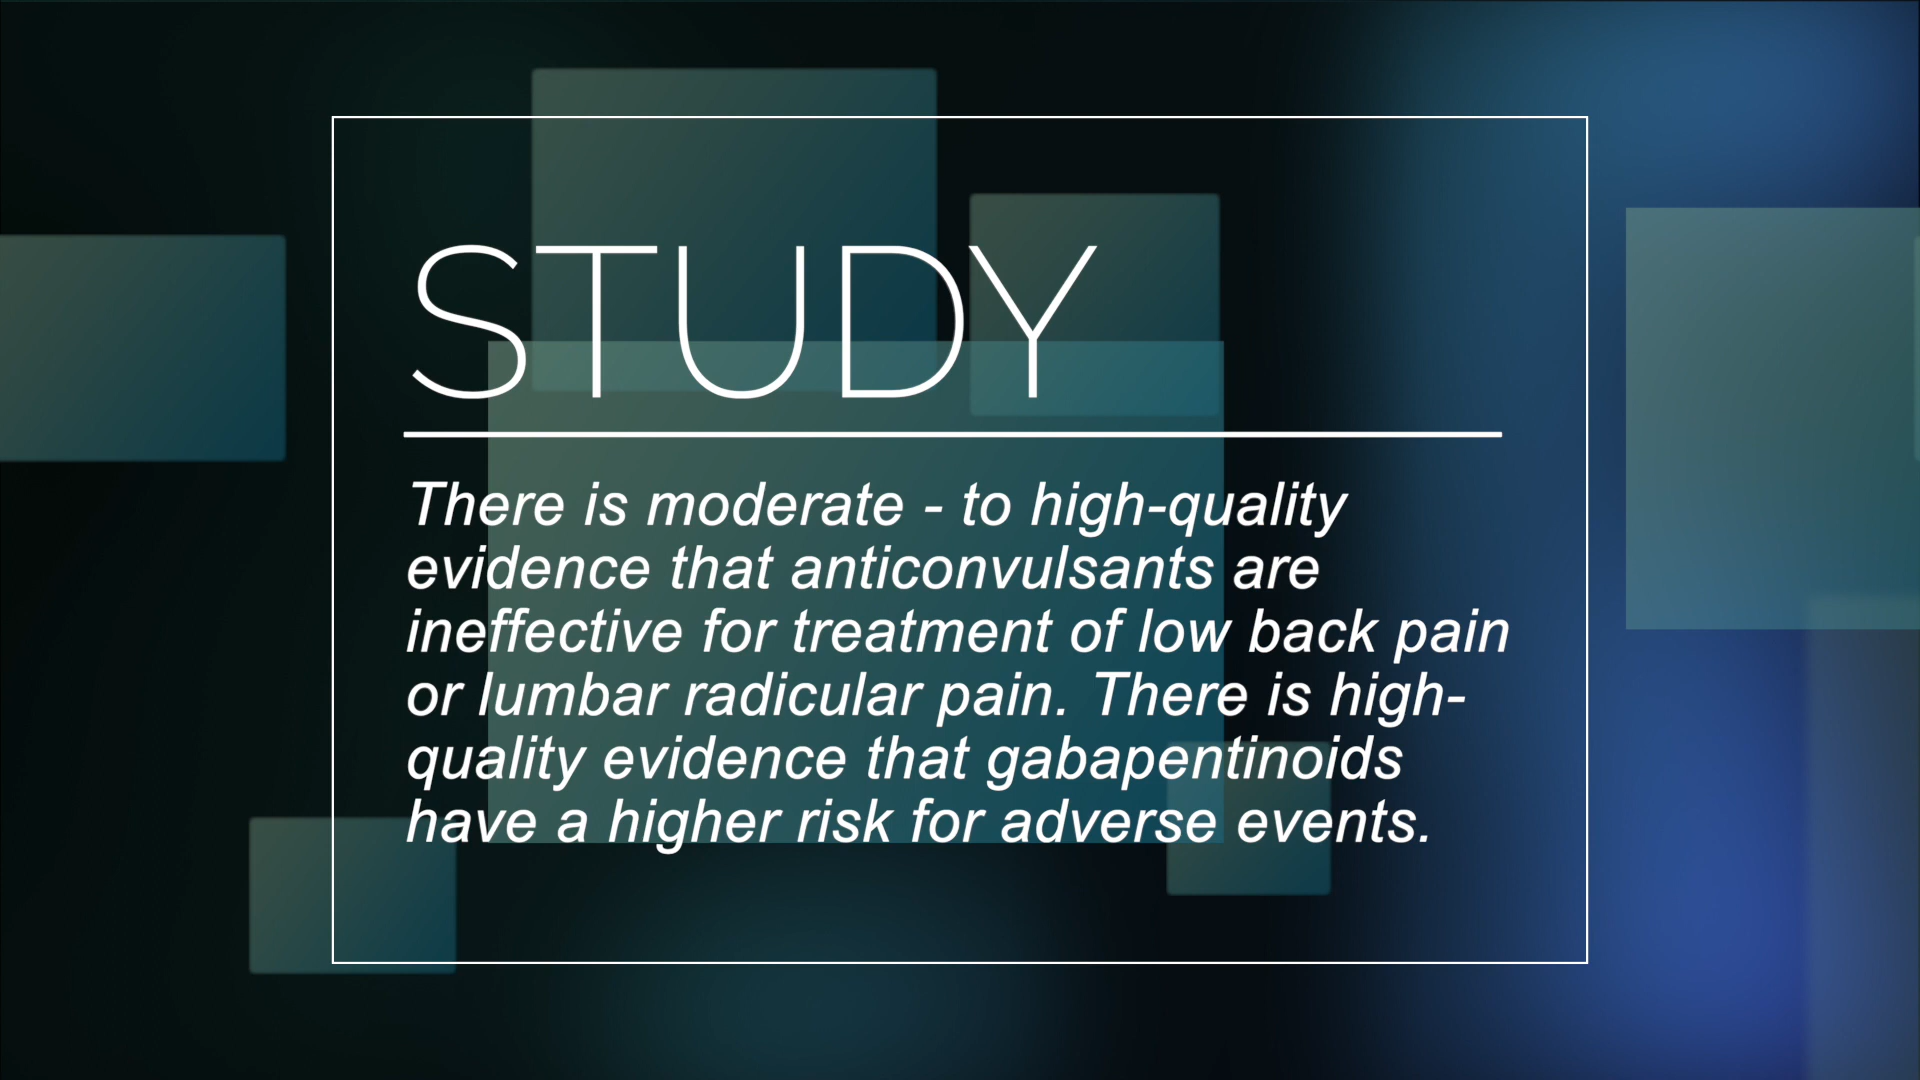 STUDY
There is moderate - to high-quality
evidence that anticonvulsants are
ineffective for treatment of low back pain
or lumbar radicular pain. There is high-
quality evidence that gabapentinoids
have a higher risk for adverse events.